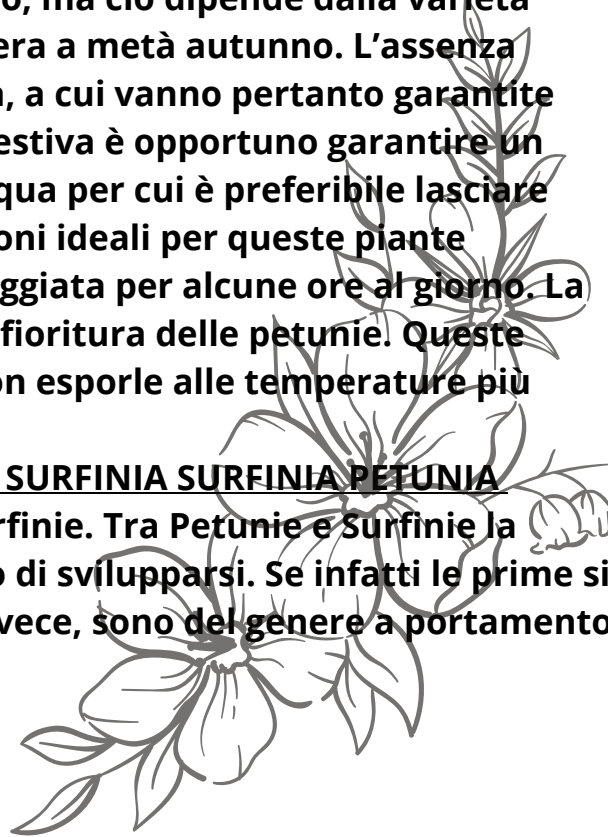 o, ma ciò dipende dalla varietà
era a metà autunno. L’assenza
, a cui vanno pertanto garantite
estiva è opportuno garantire un
qua per cui è preferibile lasciare
oni ideali per queste piante
ggiata per alcune ore al giorno. La
fioritura delle petunie. Queste
on esporle alle temperature più
SURFINIA SURFINIA PETUNIA
rfinie. Tra Petunie e Surfinie la
o di svilupparsi. Se infatti le prime si
vece, sono del genere a portamento